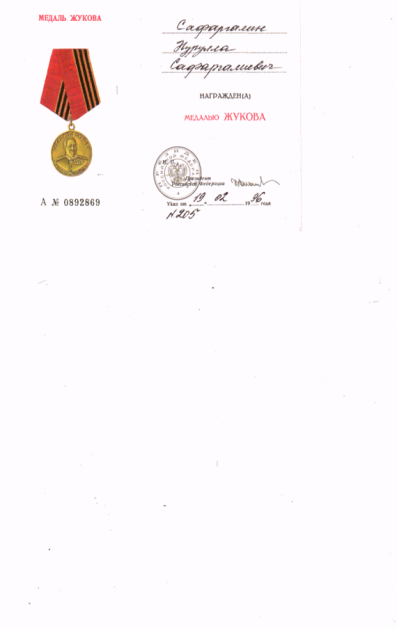 МЕДАЛЬ ЖУКОВА
А № 0892869
Сафаргалин
Нурулла
Сафаргалиевич
НАГРАЖДЕН(А)
МЕДАЛЬЮ ЖУКОВА
Президент
Российской Федерации
Указ от „19“ 02 1996 года
N 205